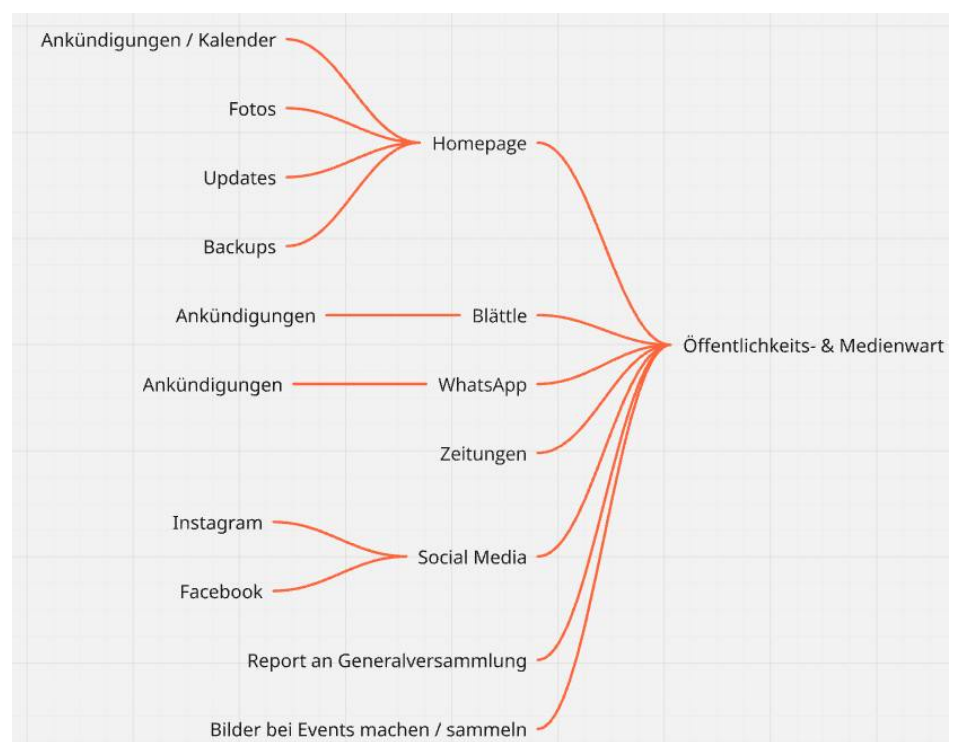 Ankündigungen / Kalender
Fotos
Homepage
Updates
Backups
Ankündigungen
Blättle
Öffentlichkeits- & Medienwart
Ankündigungen
WhatsApp
Zeitungen
Instagram
Social Media
Facebook
Report an Generalversammlung
Bilder bei Events machen / sammeln